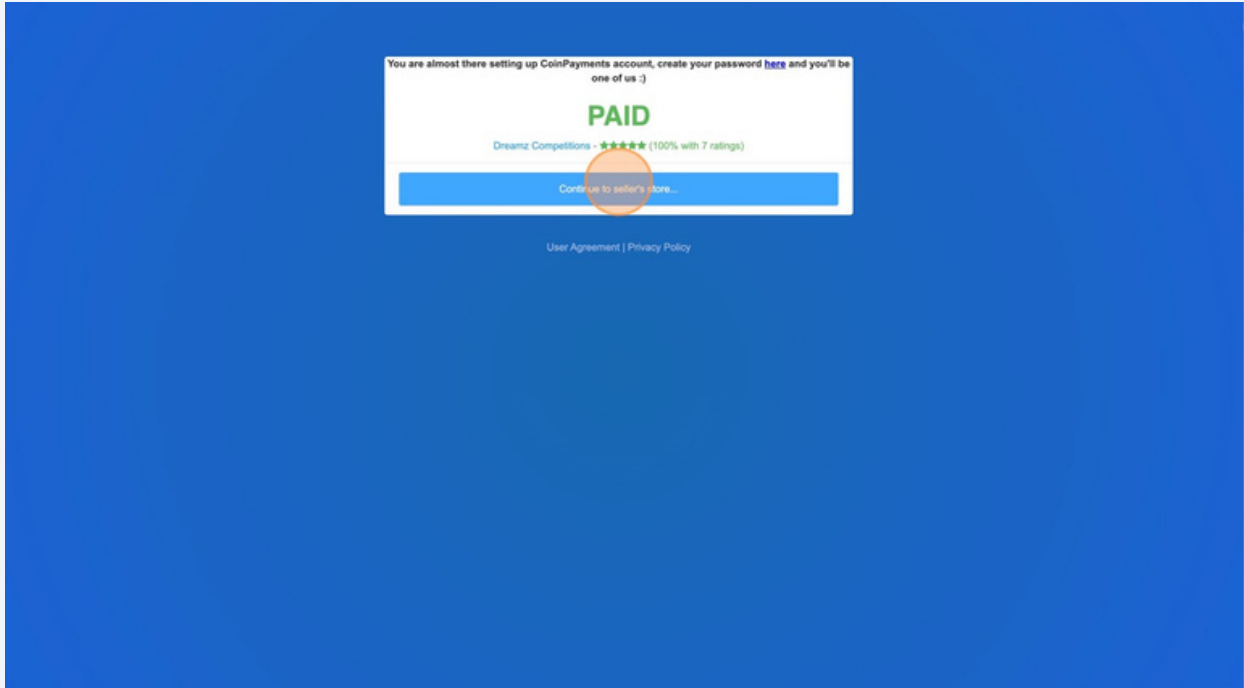 You are almost there setting up CoinPayments account, create your password here and you'll be
one of us :)
PAID
Dreamz Competitions - ★★★★★ (100% with 7 ratings)
Continue to seller's store...
User Agreement | Privacy Policy